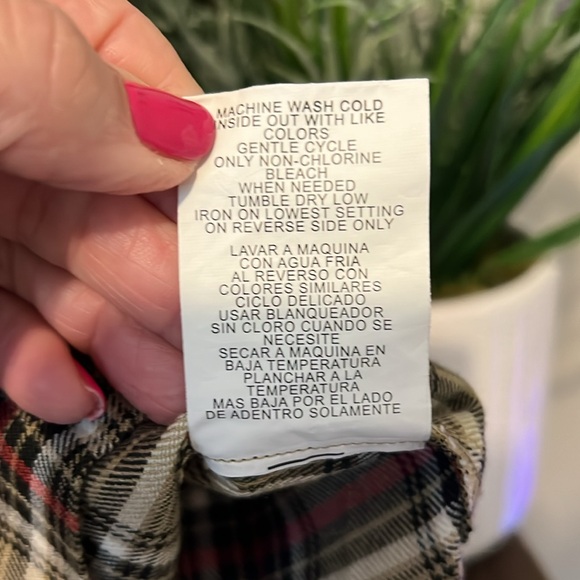 MACHINE WASH COLD
INSIDE OUT WITH LIKE
COLORS
GENTLE CYCLE
ONLY NON-CHLORINE
BLEACH
WHEN NEEDED
TUMBLE DRY LOW
IRON ON LOWEST SETTING
ON REVERSE SIDE ONLY
LAVAR A MAQUINA
CON AGUA FRIA
AL REVERSO CON
COLORES SIMILARES
CICLO DELICADO
USAR BLANQUEADOR
SIN CLORO CUANDO SE
NECESITE
SECAR A MAQUINA EN
BAJA TEMPERATURA
PLANCHAR A LA
TEMPERATURA
MAS BAJA POR EL LADO
DE ADENTRO SOLAMENTE